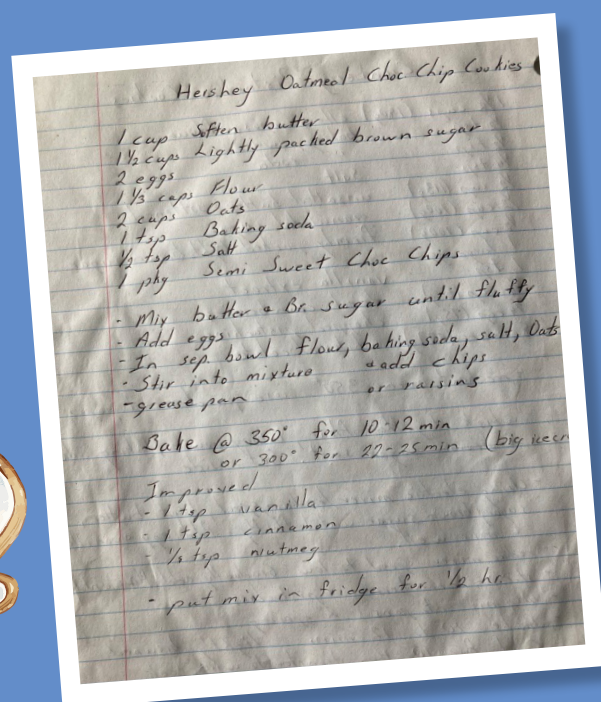 Hershey Oatmeal Choc Chip Cookies
1 cup Soften butter
1 1/2 cups Lightly packed brown sugar
2 eggs
1 1/3 cups Flour
2 cups Oats
1 tsp Baking soda
1/2 tsp Salt
1 pkg Semi Sweet Choc Chips
- Mix butter & Br. sugar until fluffy
- Add eggs
- In sep. bowl flour, baking soda, salt, Oats
- Stir into mixture & add chips
- grease pan or raisins
Bake @ 350° for 10-12 min
or 300° for 22-25 min (big
Improved
- 1 tsp vanilla
- 1 tsp cinnamon
- tsp nutmeg
- put mix in fridge for 1/2 hr.